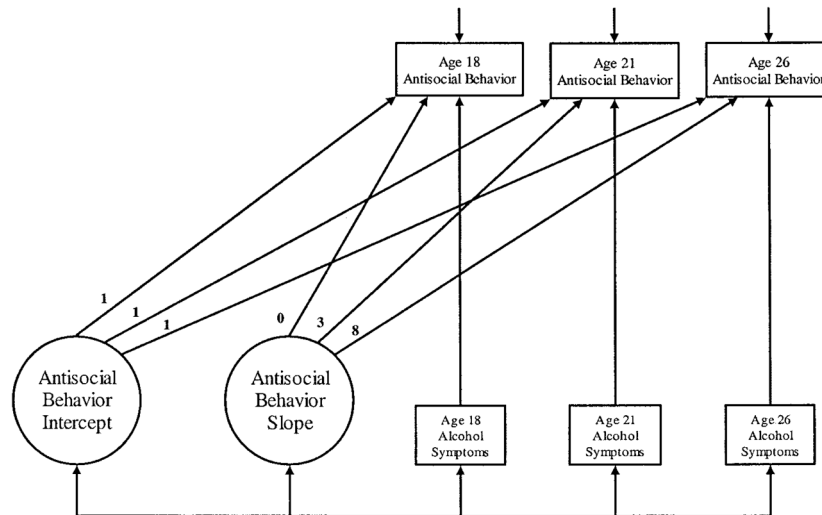 Age 18
Antisocial Behavior
Age 21
Antisocial Behavior
Age 26
Antisocial Behavior
1
1
1
0
3
8
Antisocial
Behavior
Intercept
Antisocial
Behavior
Slope
Age 18
Alcohol
Symptoms
Age 21
Alcohol
Symptoms
Age 26
Alcohol
Symptoms